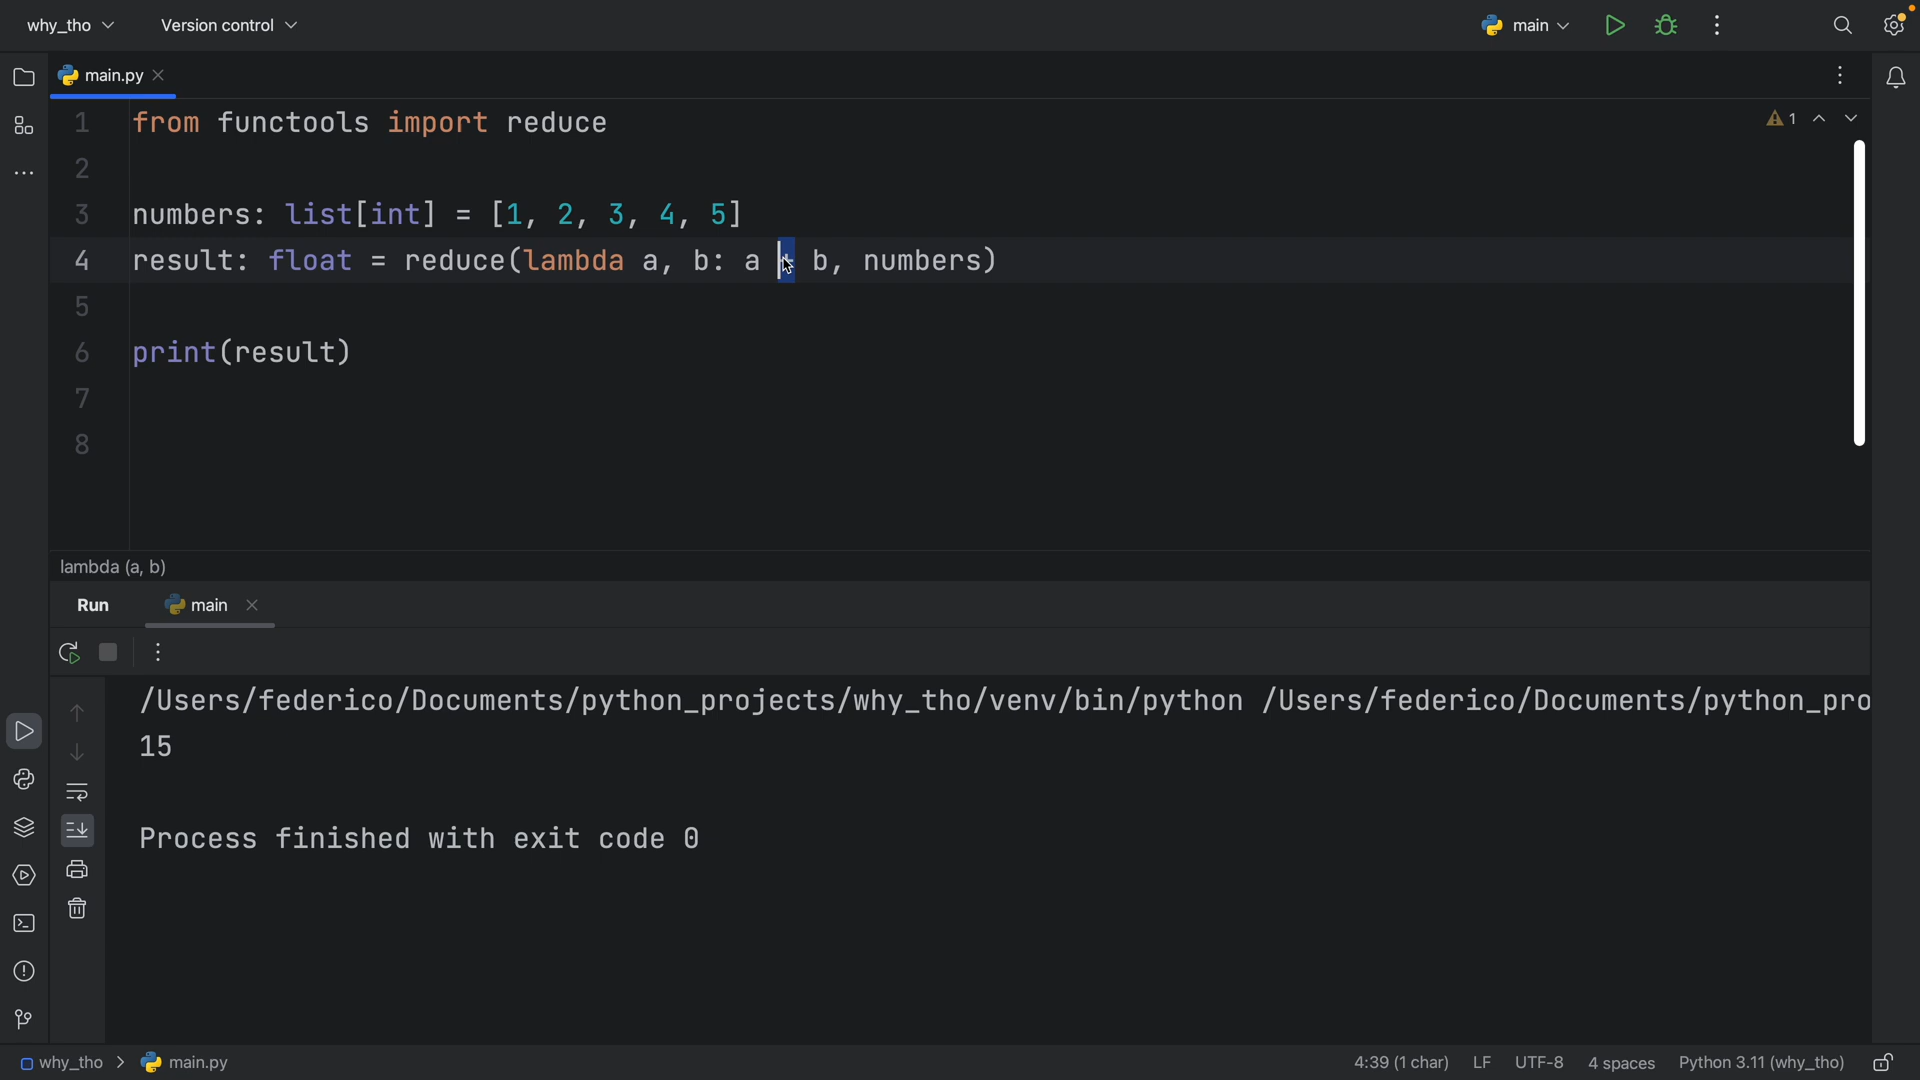 why_tho
Version control
main
main.py
1
1 from functools import reduce
2
3 numbers: list[int] = [1, 2, 3, 4, 5]
4 result: float = reduce(lambda a, b: a + b, numbers)
5
6 print(result)
7
8
lambda (a, b)
Run main
/Users/federico/Documents/python_projects/why_tho/venv/bin/python /Users/federico/Documents/python_pro
15
Process finished with exit code 0
why_tho > main.py
4:39 (1 char) LF UTF-8 4 spaces Python 3.11 (why_tho)